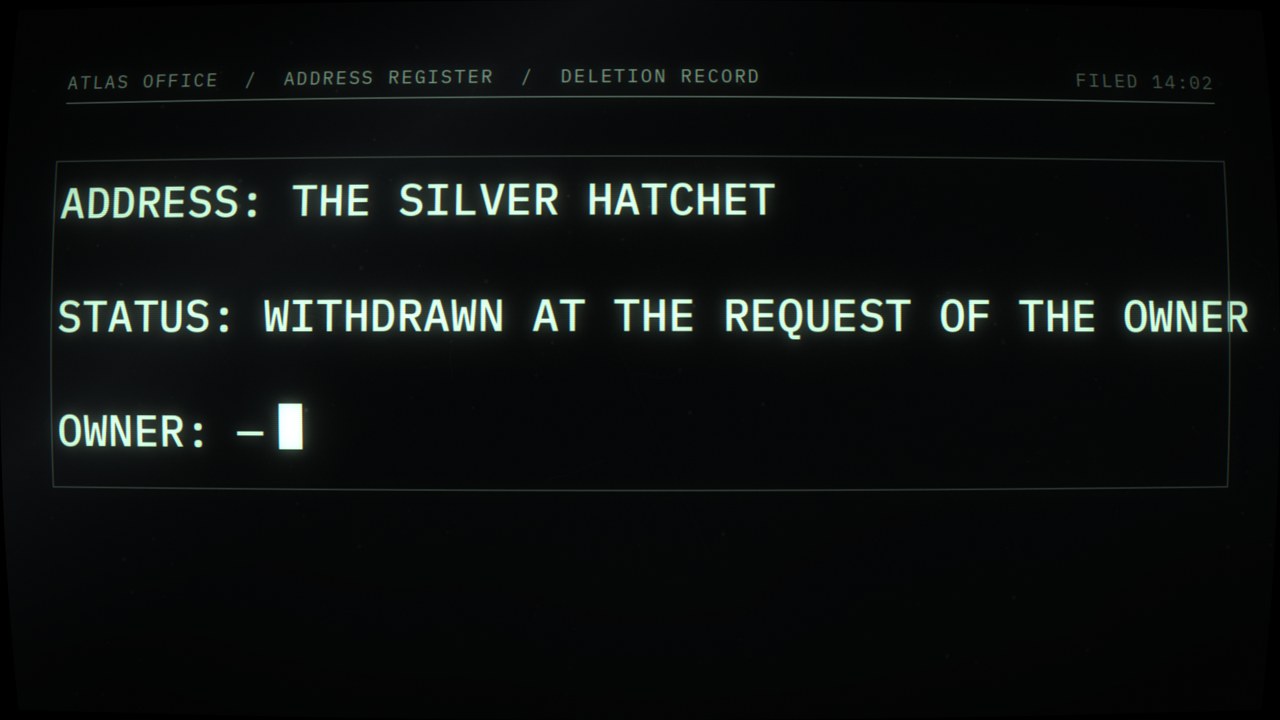 ATLAS OFFICE / ADDRESS REGISTER / DELETION RECORD FILED 14:02
ADDRESS: THE SILVER HATCHET
STATUS: WITHDRAWN AT THE REQUEST OF THE OWNER
OWNER: —